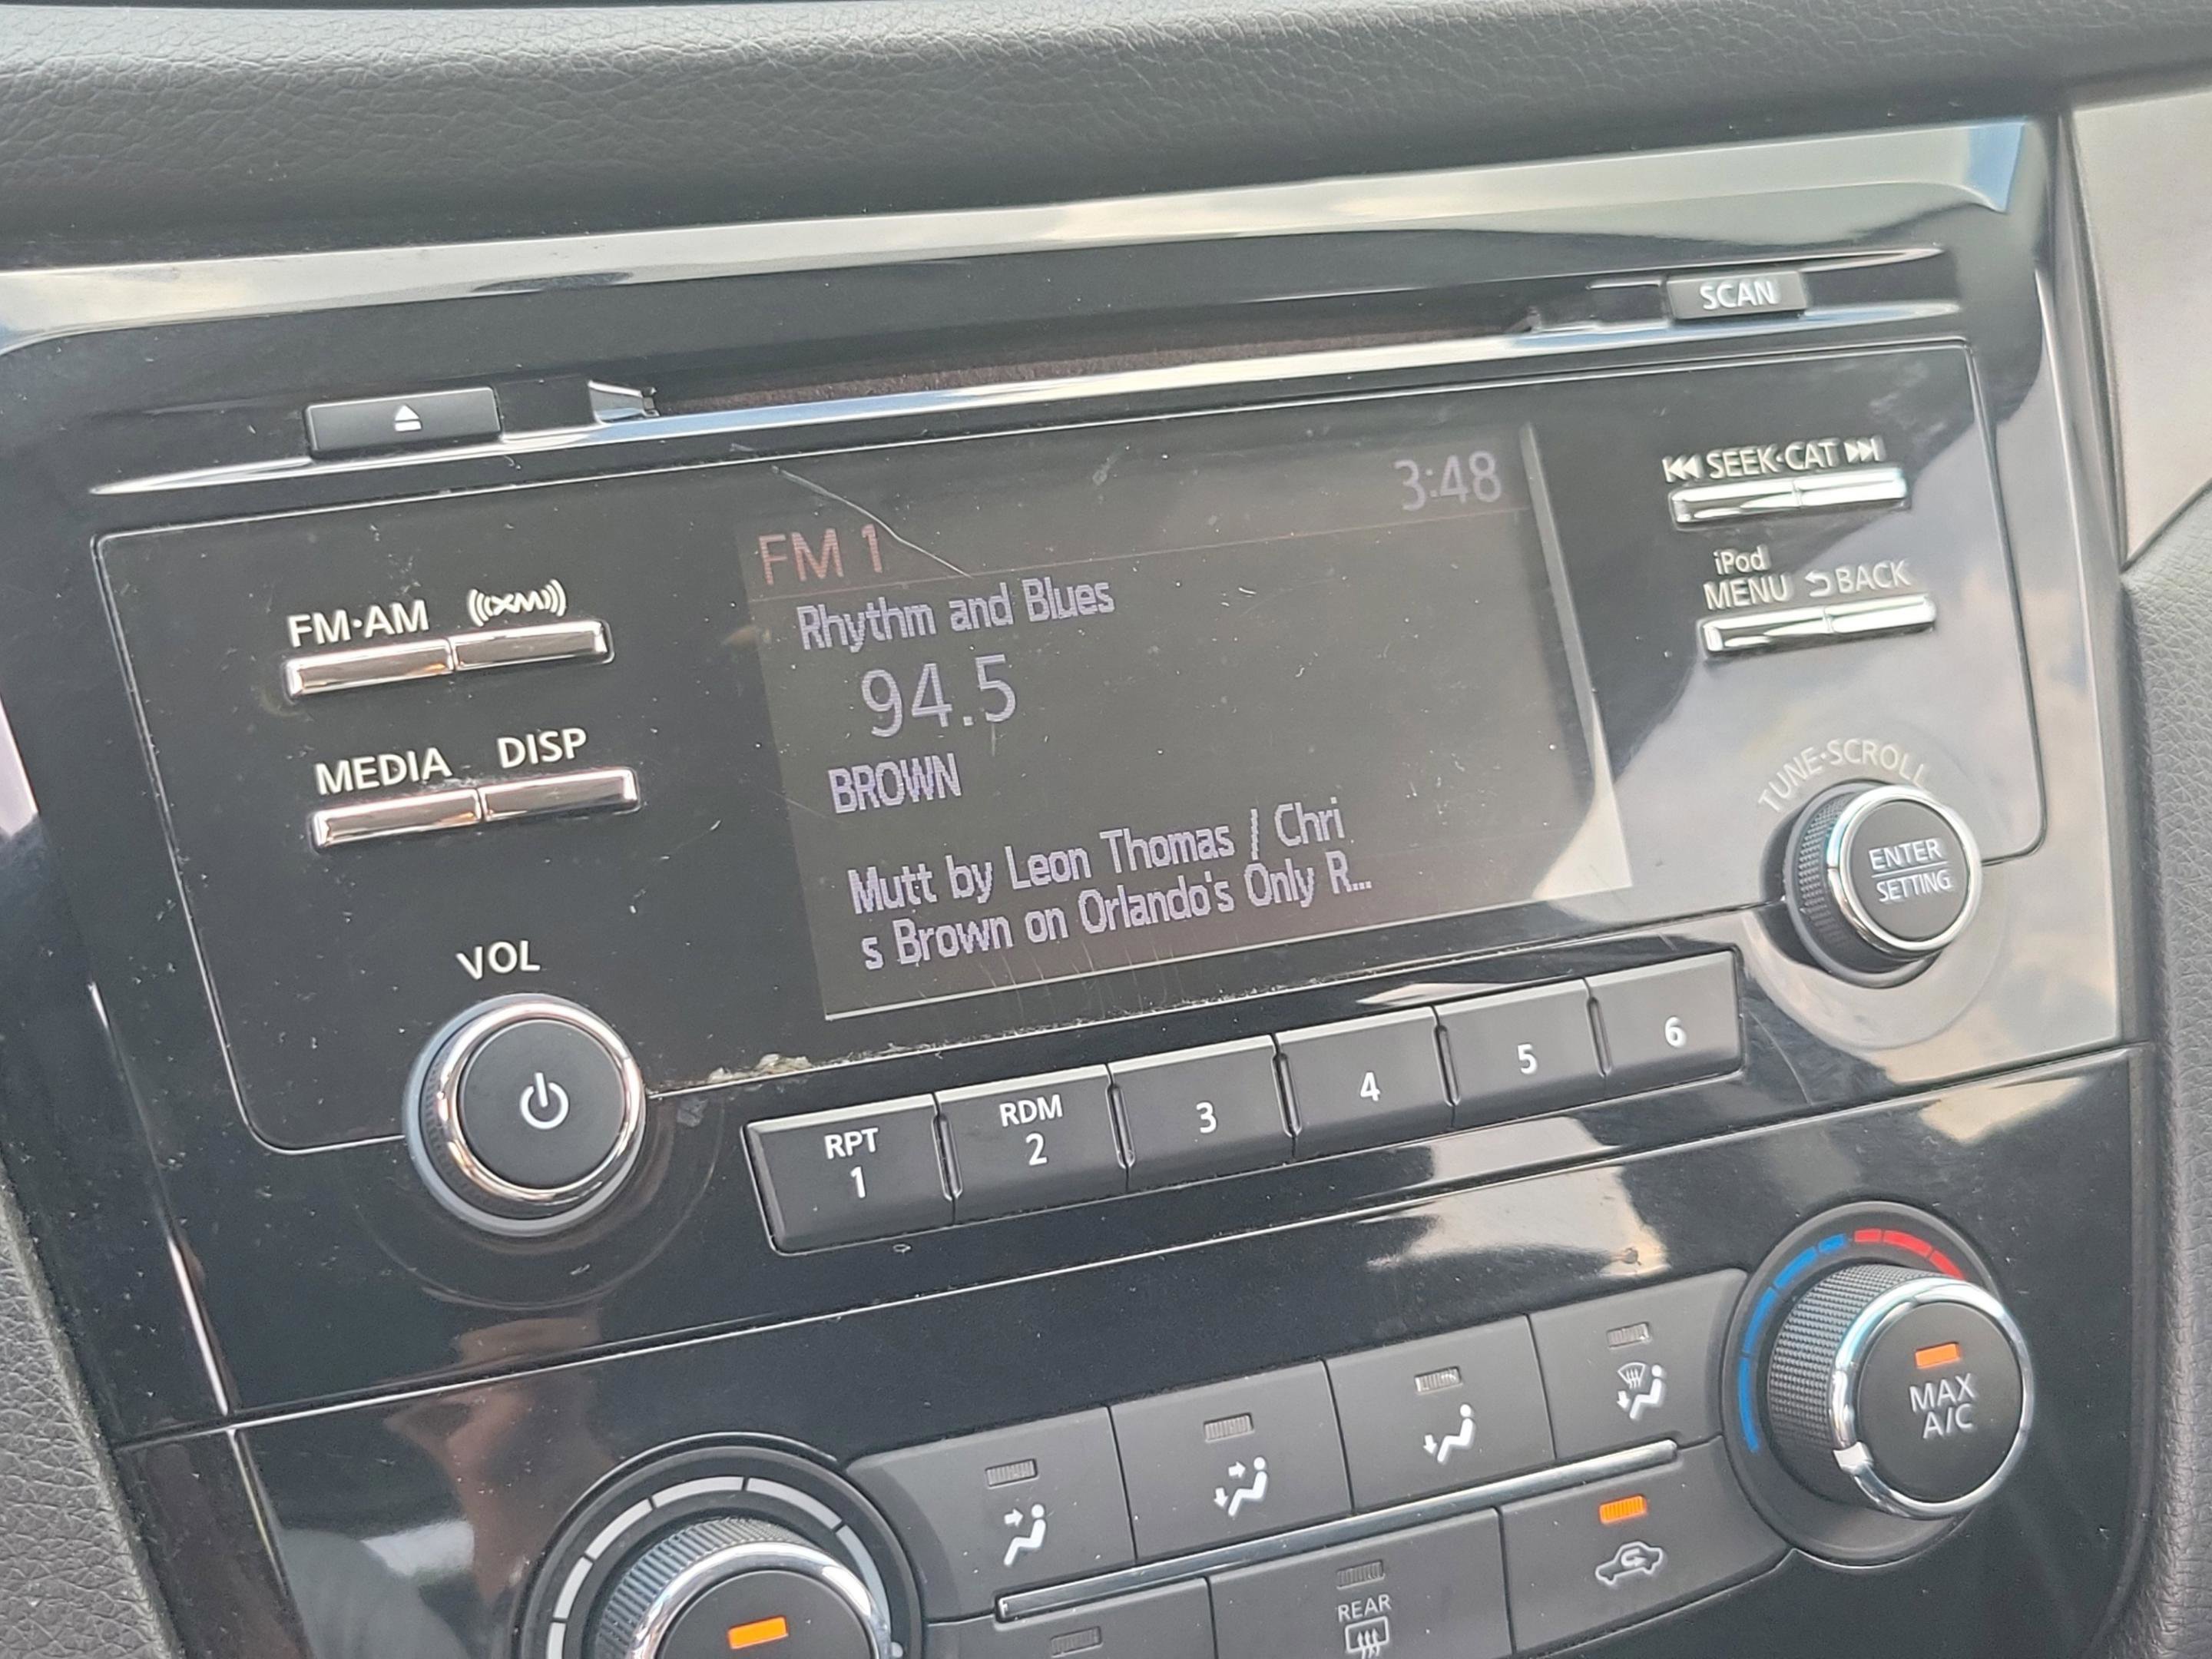 SCAN
3:48
SEEK·CAT
FM 1
iPod
MENU BACK
FM·AM ((XM))
Rhythm and Blues
94.5
MEDIA DISP
BROWN
TUNE·SCROLL
Mutt by Leon Thomas / Chri
s Brown on Orlando's Only R...
ENTER
SETTING
VOL
RPT
1
RDM
2
3
4
5
6
MAX
A/C
REAR